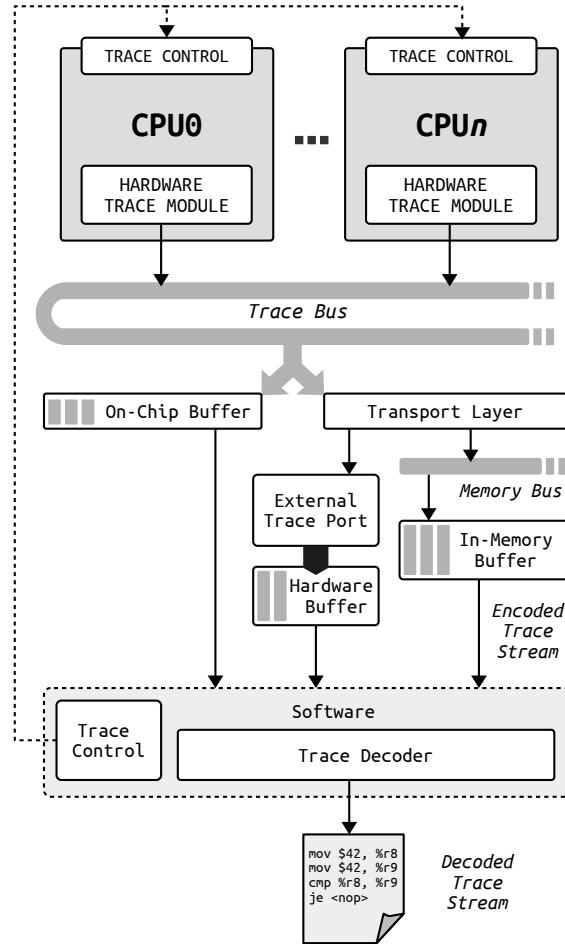 TRACE CONTROL
TRACE CONTROL
CPU0
CPUn
HARDWARE
TRACE MODULE
HARDWARE
TRACE MODULE
Trace Bus
On-Chip Buffer
Transport Layer
Memory Bus
External
Trace Port
In-Memory
Buffer
Hardware
Buffer
Encoded
Trace
Stream
Software
Trace
Control
Trace Decoder
mov $42, %r8
mov $42, %r9
cmp %r8, %r9
je <nop>
Decoded
Trace
Stream